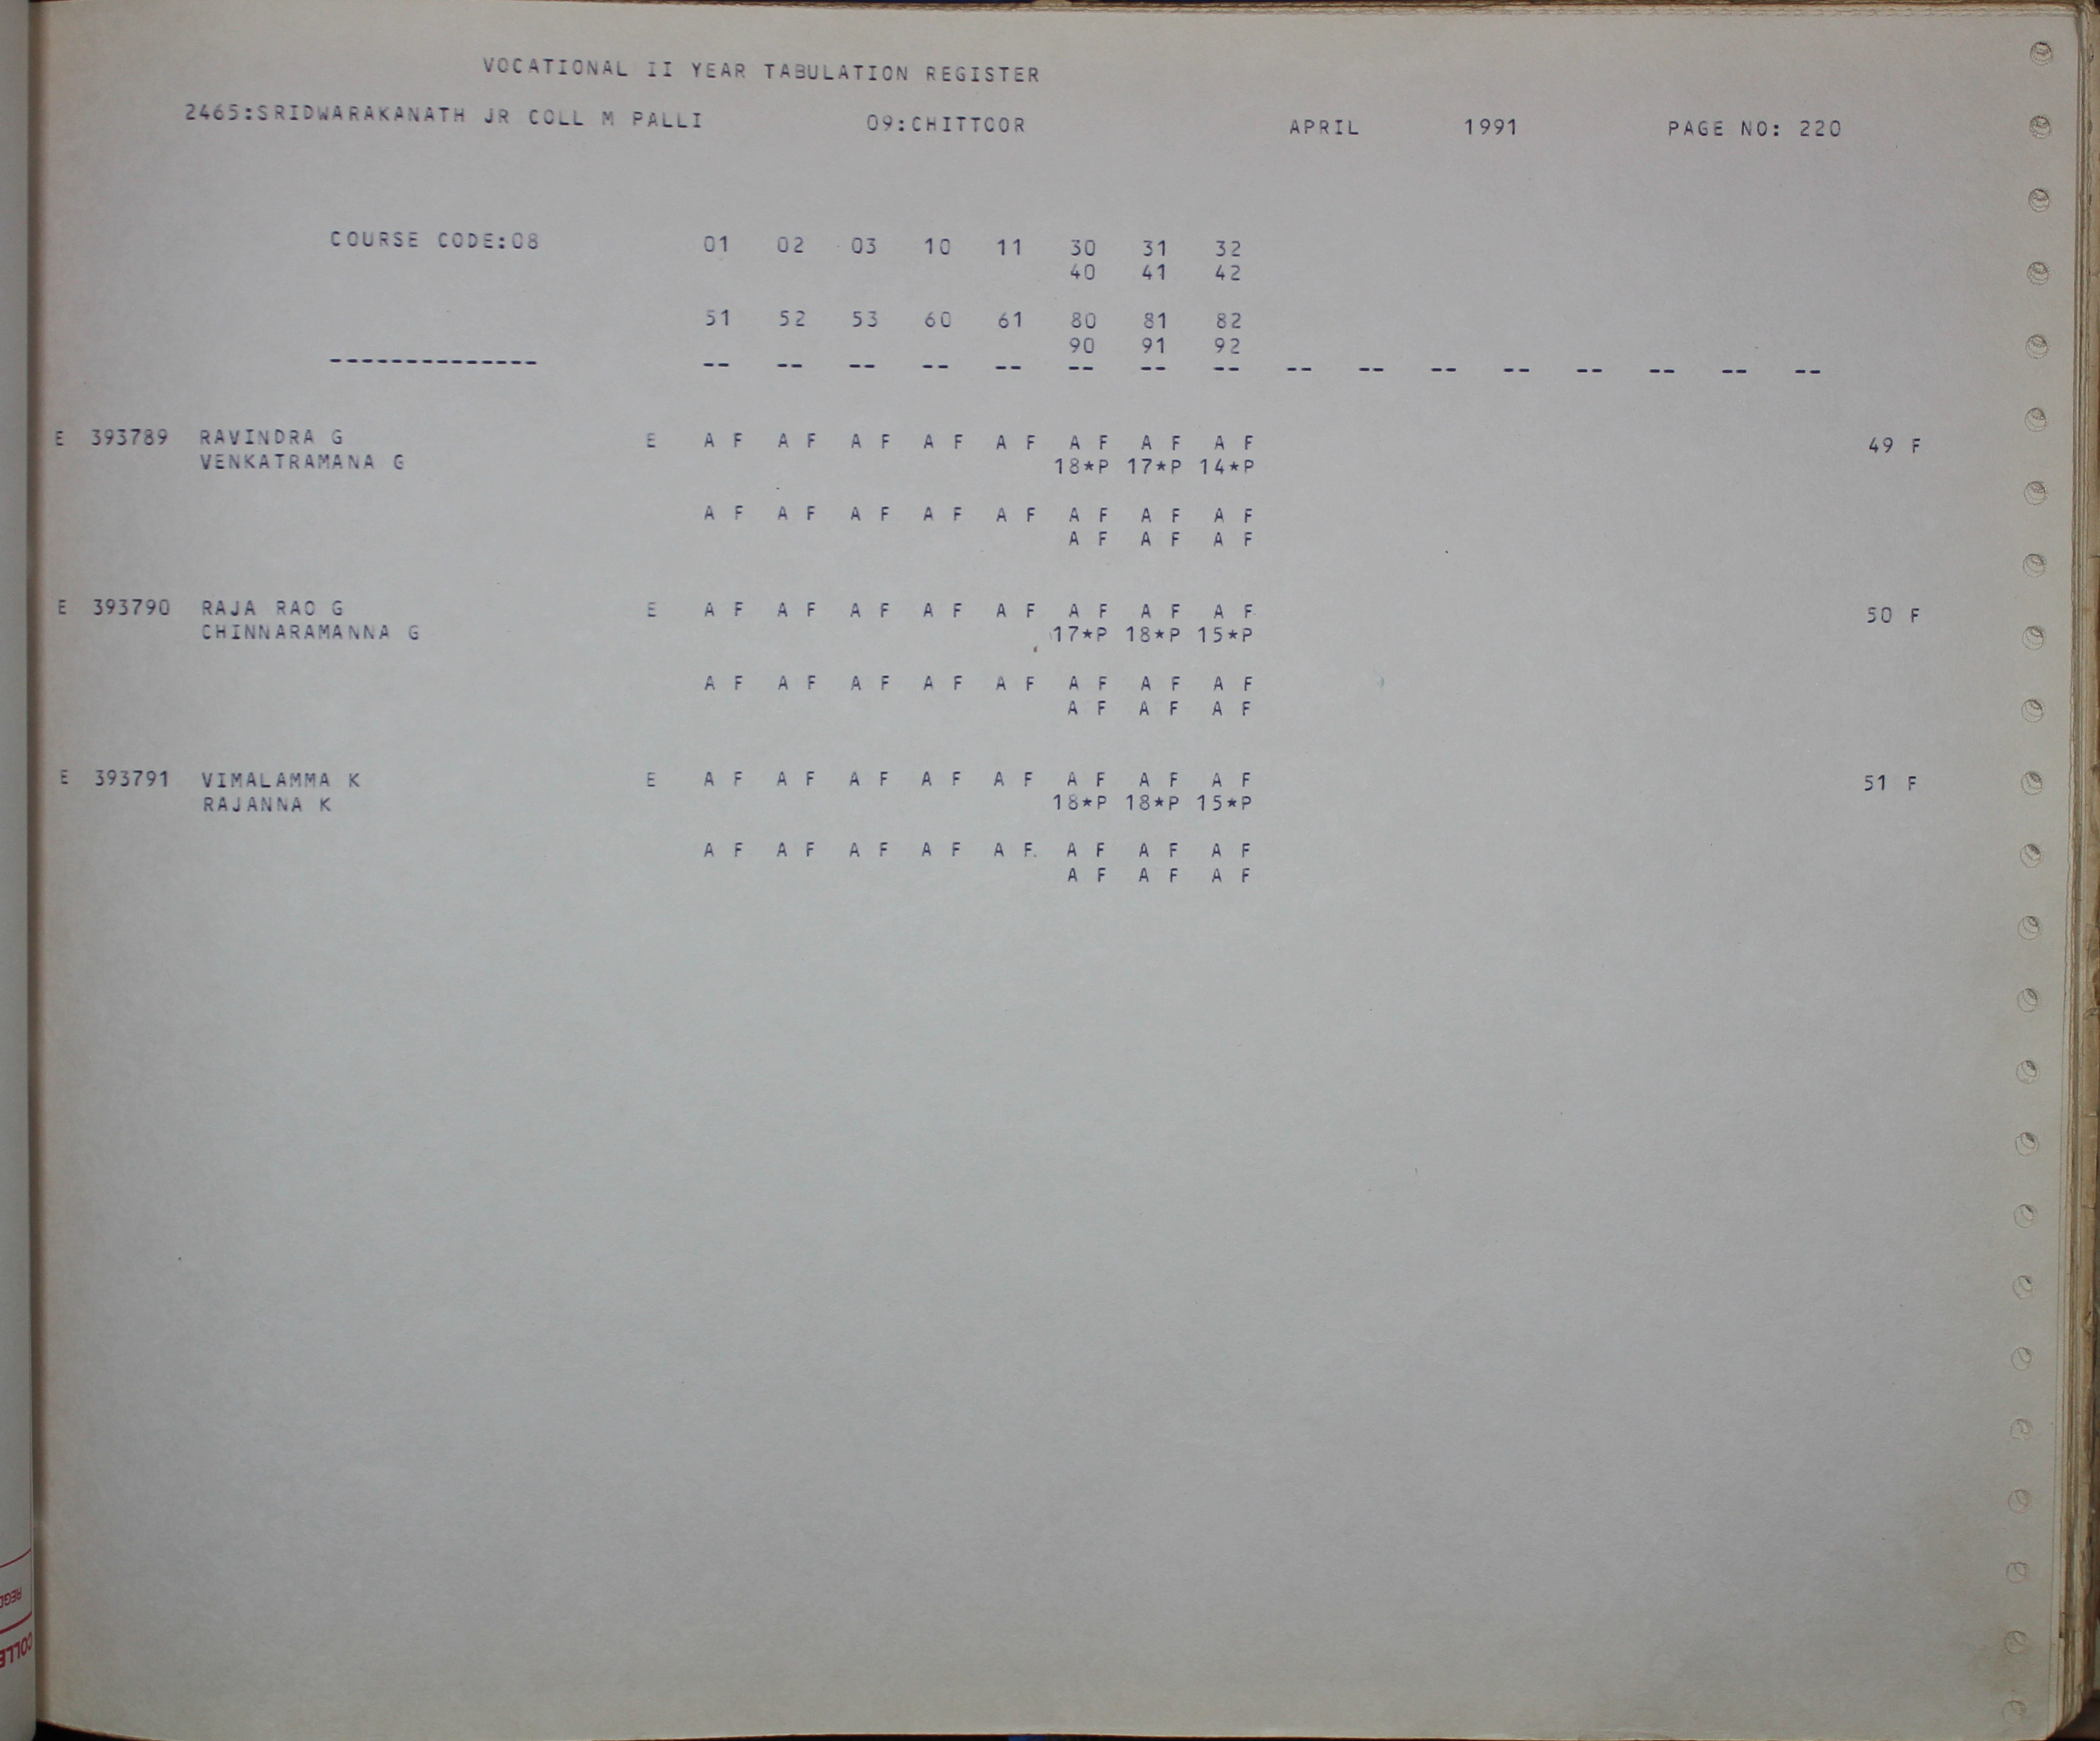 VOCATIONAL II YEAR TABULATION REGISTER
2465:SRIDWARAKANATH JR COLL M PALLI 09:CHITTOOR APRIL 1991 PAGE NO: 220
COURSE CODE:08 01 02 03 10 11 30 31 32
40 41 42
51 52 53 60 61 80 81 82
90 91 92
-------------- -- -- -- -- -- -- -- -- -- -- -- -- -- -- -- --
E 393789 RAVINDRA G E A F A F A F A F A F A F A F A F 49 F
VENKATRAMANA G 18*P 17*P 14*P
A F A F A F A F A F A F A F A F
A F A F A F
E 393790 RAJA RAO G E A F A F A F A F A F A F A F A F 50 F
CHINNARAMANNA G 17*P 18*P 15*P
A F A F A F A F A F A F A F A F
A F A F A F
E 393791 VIMALAMMA K E A F A F A F A F A F A F A F A F 51 F
RAJANNA K 18*P 18*P 15*P
A F A F A F A F A F A F A F A F
A F A F A F
COLLE